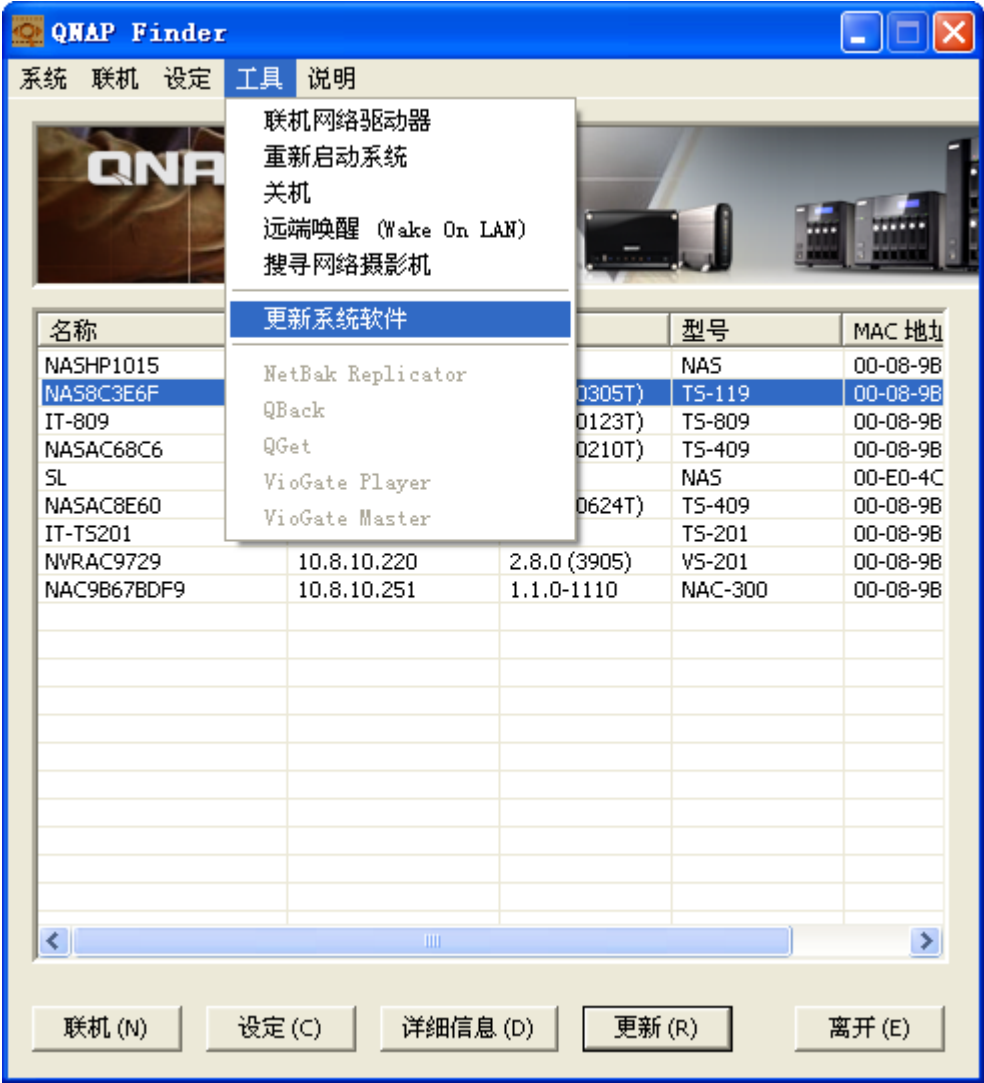 QNAP Finder
系统 联机 设定 工具 说明
联机网络驱动器
重新启动系统
关机
远端唤醒 (Wake On LAN)
搜寻网络摄影机
更新系统软件
NetBak Replicator
QBack
QGet
VioGate Player
VioGate Master
QNA
名称 型号 MAC 地址
NASHP1015 NAS 00-08-9B
NAS8C3E6F 0305T) TS-119 00-08-9B
IT-809 0123T) TS-809 00-08-9B
NASAC68C6 0210T) TS-409 00-08-9B
SL NAS 00-E0-4C
NASAC8E60 0624T) TS-409 00-08-9B
IT-TS201 TS-201 00-08-9B
NVRAC9729 10.8.10.220 2.8.0 (3905) VS-201 00-08-9B
NAC9B67BDF9 10.8.10.251 1.1.0-1110 NAC-300 00-08-9B
联机 (N) 设定 (C) 详细信息 (D) 更新 (R) 离开 (E)